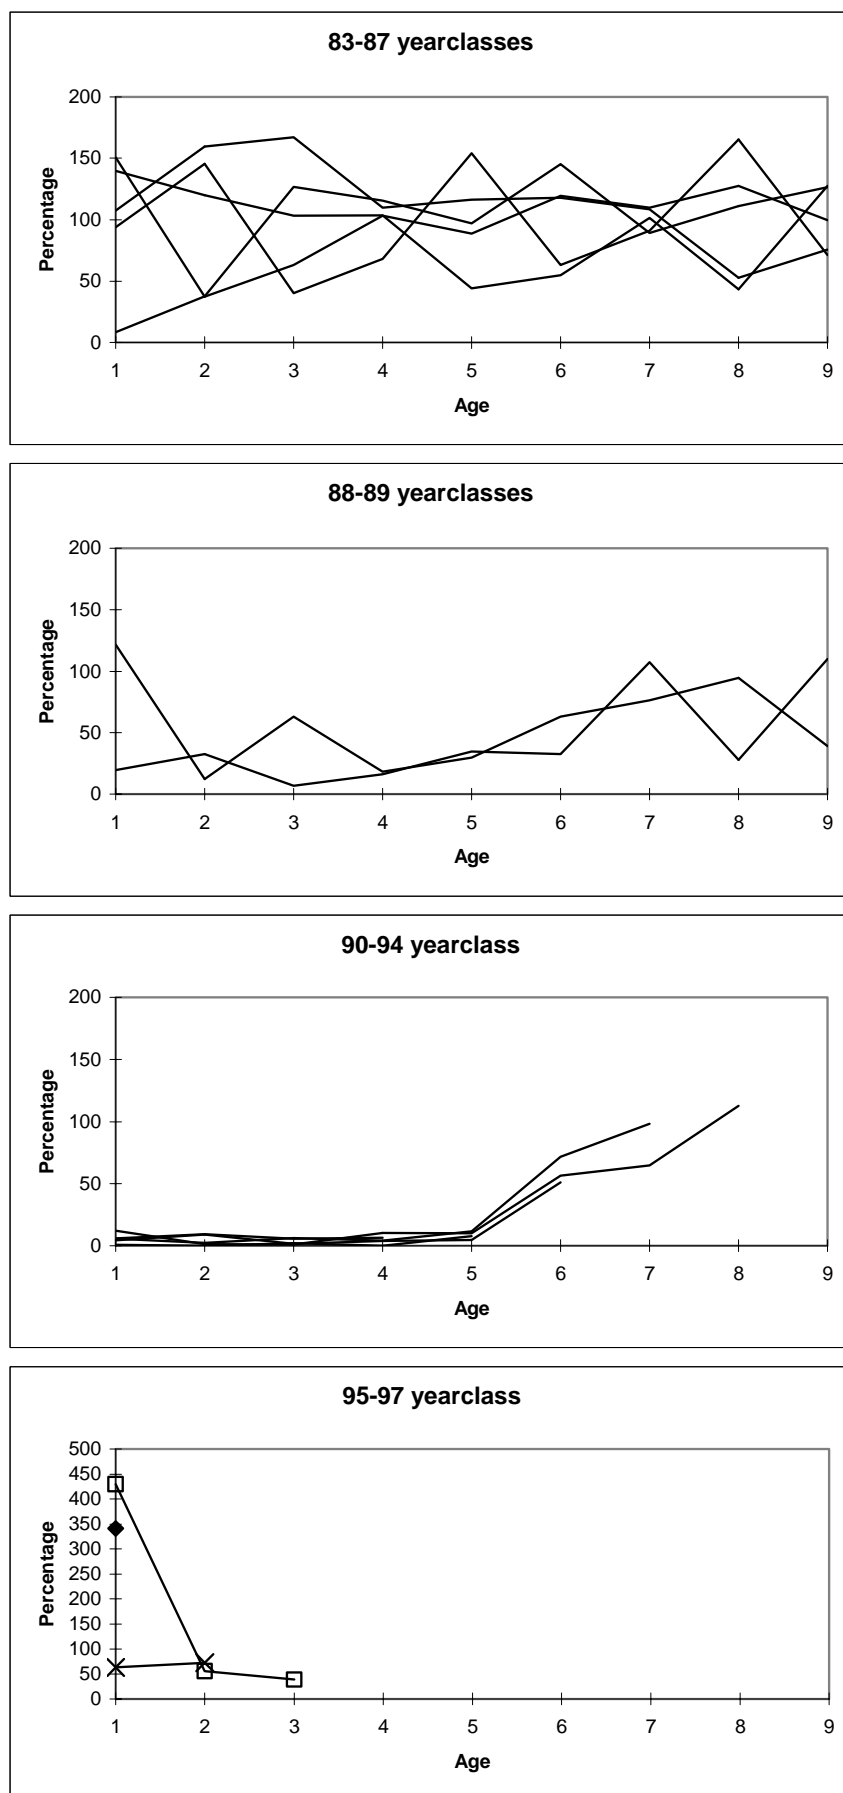 83-87 yearclasses
200
150
100
50
0
Percentage
1 2 3 4 5 6 7 8 9
Age
88-89 yearclasses
200
150
100
50
0
Percentage
1 2 3 4 5 6 7 8 9
Age
90-94 yearclass
200
150
100
50
0
Percentage
1 2 3 4 5 6 7 8 9
Age
95-97 yearclass
500
450
400
350
300
250
200
150
100
50
0
Percentage
1 2 3 4 5 6 7 8 9
Age